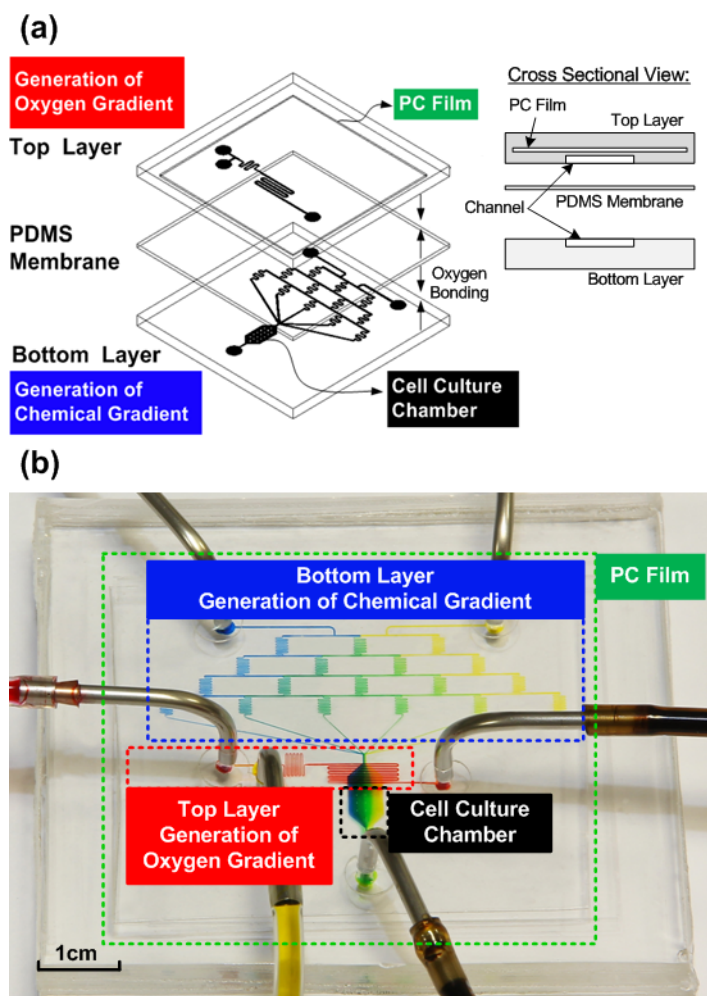 (a)
Generation of
Oxygen Gradient
Top Layer
PC Film
PDMS
Membrane
Oxygen
Bonding
Bottom Layer
Generation of
Chemical Gradient
Cell Culture
Chamber
Cross Sectional View:
PC Film
Top Layer
Channel
PDMS Membrane
Bottom Layer
(b)
Bottom Layer
Generation of Chemical Gradient
PC Film
Top Layer
Generation of
Oxygen Gradient
Cell Culture
Chamber
1cm